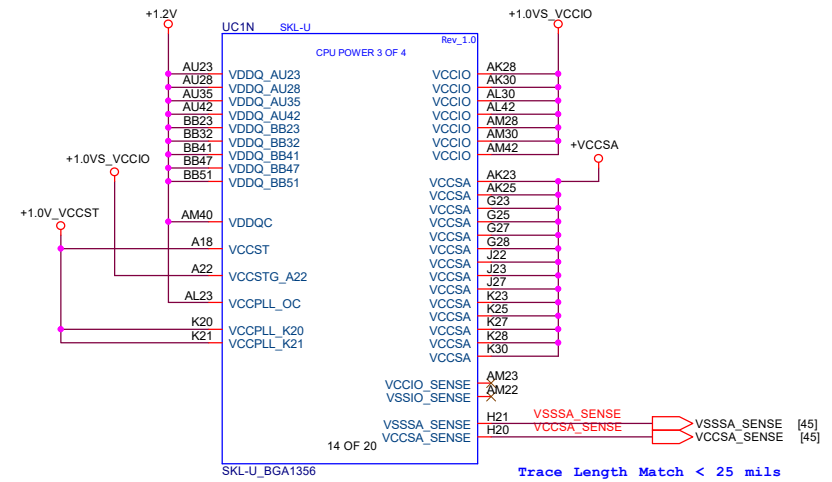 +1.2V
+1.0VS_VCCIO
UC1N SKL-U
Rev_1.0
CPU POWER 3 OF 4
AU23 VDDQ_AU23
AU28 VDDQ_AU28
AU35 VDDQ_AU35
AU42 VDDQ_AU42
BB23 VDDQ_BB23
BB32 VDDQ_BB32
BB41 VDDQ_BB41
BB47 VDDQ_BB47
BB51 VDDQ_BB51
+1.0VS_VCCIO
+1.0V_VCCST
AM40 VDDQC
A18 VCCST
A22 VCCSTG_A22
AL23 VCCPLL_OC
K20 VCCPLL_K20
K21 VCCPLL_K21
VCCIO AK28
VCCIO AK30
VCCIO AL30
VCCIO AL42
VCCIO AM28
VCCIO AM30
VCCIO AM42
+VCCSA
VCCSA AK23
VCCSA AK25
VCCSA G23
VCCSA G25
VCCSA G27
VCCSA G28
VCCSA J22
VCCSA J23
VCCSA J27
VCCSA K23
VCCSA K25
VCCSA K27
VCCSA K28
VCCSA K30
VCCIO_SENSE AM23
VSSIO_SENSE AM22
VSSSA_SENSE H21 VSSSA_SENSE VSSSA_SENSE [45]
VCCSA_SENSE H20 VCCSA_SENSE VCCSA_SENSE [45]
14 OF 20
SKL-U_BGA1356
Trace Length Match < 25 mils